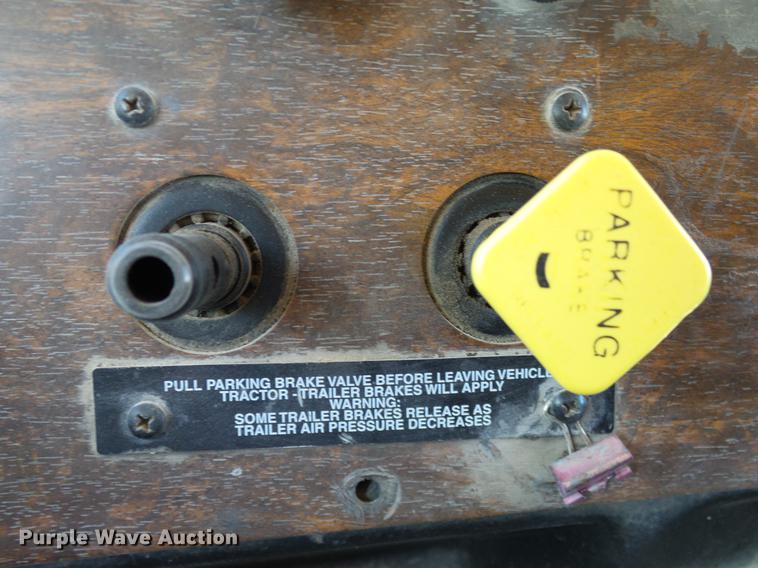 PARKING
BRAKE
PULL PARKING BRAKE VALVE BEFORE LEAVING VEHICLE
TRACTOR - TRAILER BRAKES WILL APPLY
WARNING:
SOME TRAILER BRAKES RELEASE AS
TRAILER AIR PRESSURE DECREASES
Purple Wave Auction